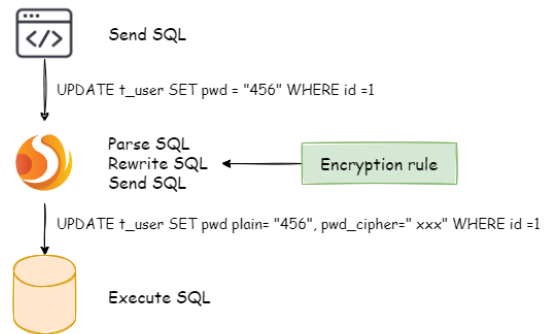 </>
Send SQL
UPDATE t_user SET pwd = "456" WHERE id =1
Parse SQL
Rewrite SQL
Send SQL
Encryption rule
UPDATE t_user SET pwd plain= "456", pwd_cipher=" xxx" WHERE id =1
Execute SQL